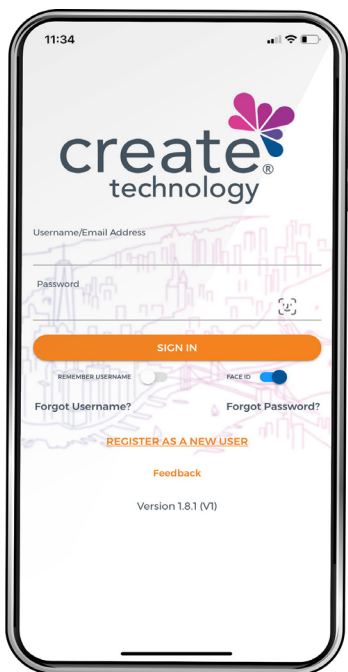 11:34
create®
technology
Username/Email Address
Password
SIGN IN
REMEMBER USERNAME FACE ID
Forgot Username? Forgot Password?
REGISTER AS A NEW USER
Feedback
Version 1.8.1 (V1)